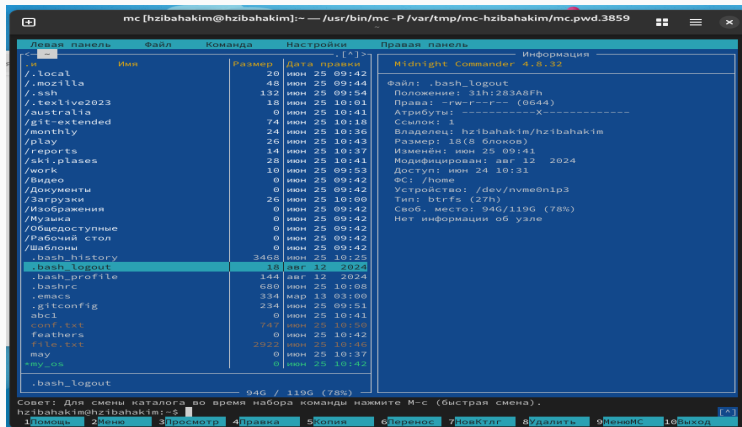 mc [hzibahakim@hzibahakim]:~ — /usr/bin/mc -P /var/tmp/mc-hzibahakim/mc.pwd.3859
Левая панель Файл Команда Настройки Правая панель
<− ~ .[^]>
.и Имя Размер Дата правки
/.local 20 июн 25 09:42
/.mozilla 48 июн 25 09:44
/.ssh 132 июн 25 09:54
/.texlive2023 18 июн 25 10:01
/australia 0 июн 25 10:41
/git-extended 74 июн 25 10:18
/monthly 24 июн 25 10:36
/play 26 июн 25 10:43
/reports 14 июн 25 10:37
/ski.plases 28 июн 25 10:41
/work 10 июн 25 09:53
/Видео 0 июн 25 09:42
/Документы 0 июн 25 09:42
/Загрузки 26 июн 25 10:00
/Изображения 0 июн 25 09:42
/Музыка 0 июн 25 09:42
/Общедоступные 0 июн 25 09:42
/Рабочий стол 0 июн 25 09:42
/Шаблоны 0 июн 25 09:42
.bash_history 3468 июн 25 10:25
.bash_logout 18 авг 12 2024
.bash_profile 144 авг 12 2024
.bashrc 680 июн 25 10:08
.emacs 334 мар 13 03:00
.gitconfig 234 июн 25 09:51
abc1 0 июн 25 10:41
conf.txt 747 июн 25 10:50
feathers 0 июн 25 10:42
file.txt 2922 июн 25 10:46
may 0 июн 25 10:37
*my_os 0 июн 25 10:42
.bash_logout
94G / 119G (78%)
Информация
Midnight Commander 4.8.32
Файл: .bash_logout
Положение: 31h:283A8Fh
Права: -rw-r--r-- (0644)
Атрибуты: -----------X-------------
Ссылок: 1
Владелец: hzibahakim/hzibahakim
Размер: 18(8 блоков)
Изменён: июн 25 09:41
Модифицирован: авг 12 2024
Доступ: июн 24 10:31
ФС: /home
Устройство: /dev/nvme0n1p3
Тип: btrfs (27h)
Своб. место: 94G/119G (78%)
Нет информации об узле
Совет: Для смены каталога во время набора команды нажмите M-c (быстрая смена).
hzibahakim@hzibahakim:~$ [^]
1Помощь 2Меню 3Просмотр 4Правка 5Копия 6Перенос 7НовКтлг 8Удалить 9МенюMC 10Выход